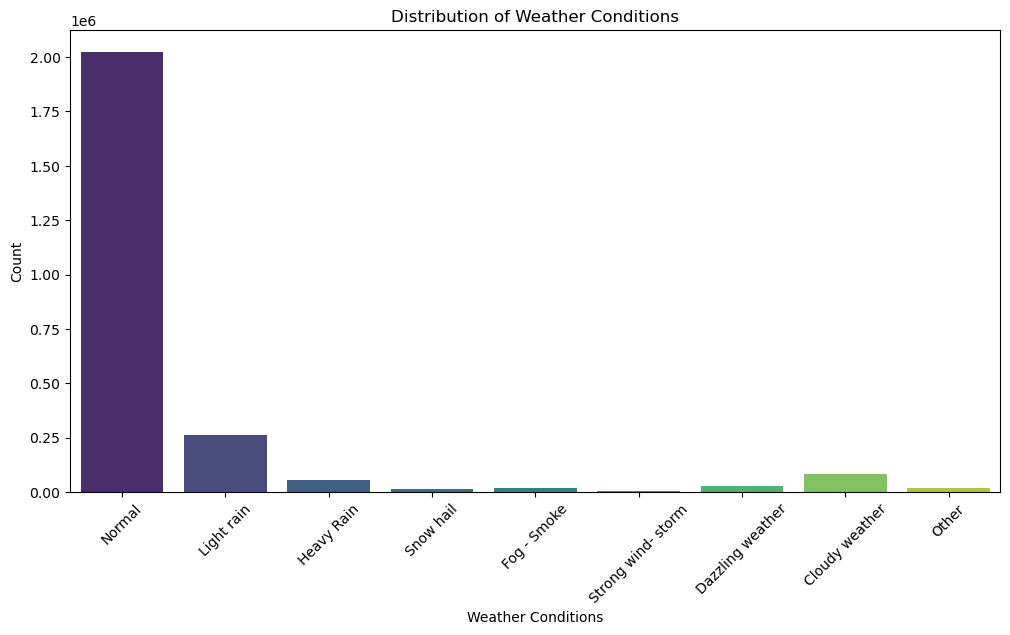 Distribution of Weather Conditions
1e6
2.00
1.75
1.50
1.25
1.00
0.75
0.50
0.25
0.00
Count
Normal
Light rain
Heavy Rain
Snow hail
Fog - Smoke
Strong wind- storm
Dazzling weather
Cloudy weather
Other
Weather Conditions